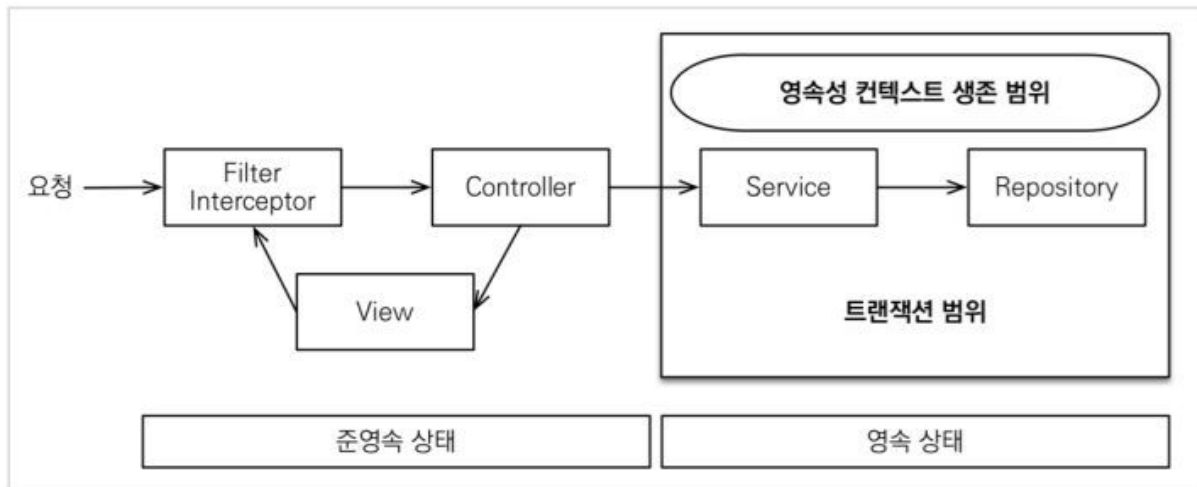 영속성 컨텍스트 생존 범위
요청
Filter
Interceptor
Controller
Service
Repository
View
트랜잭션 범위
준영속 상태
영속 상태